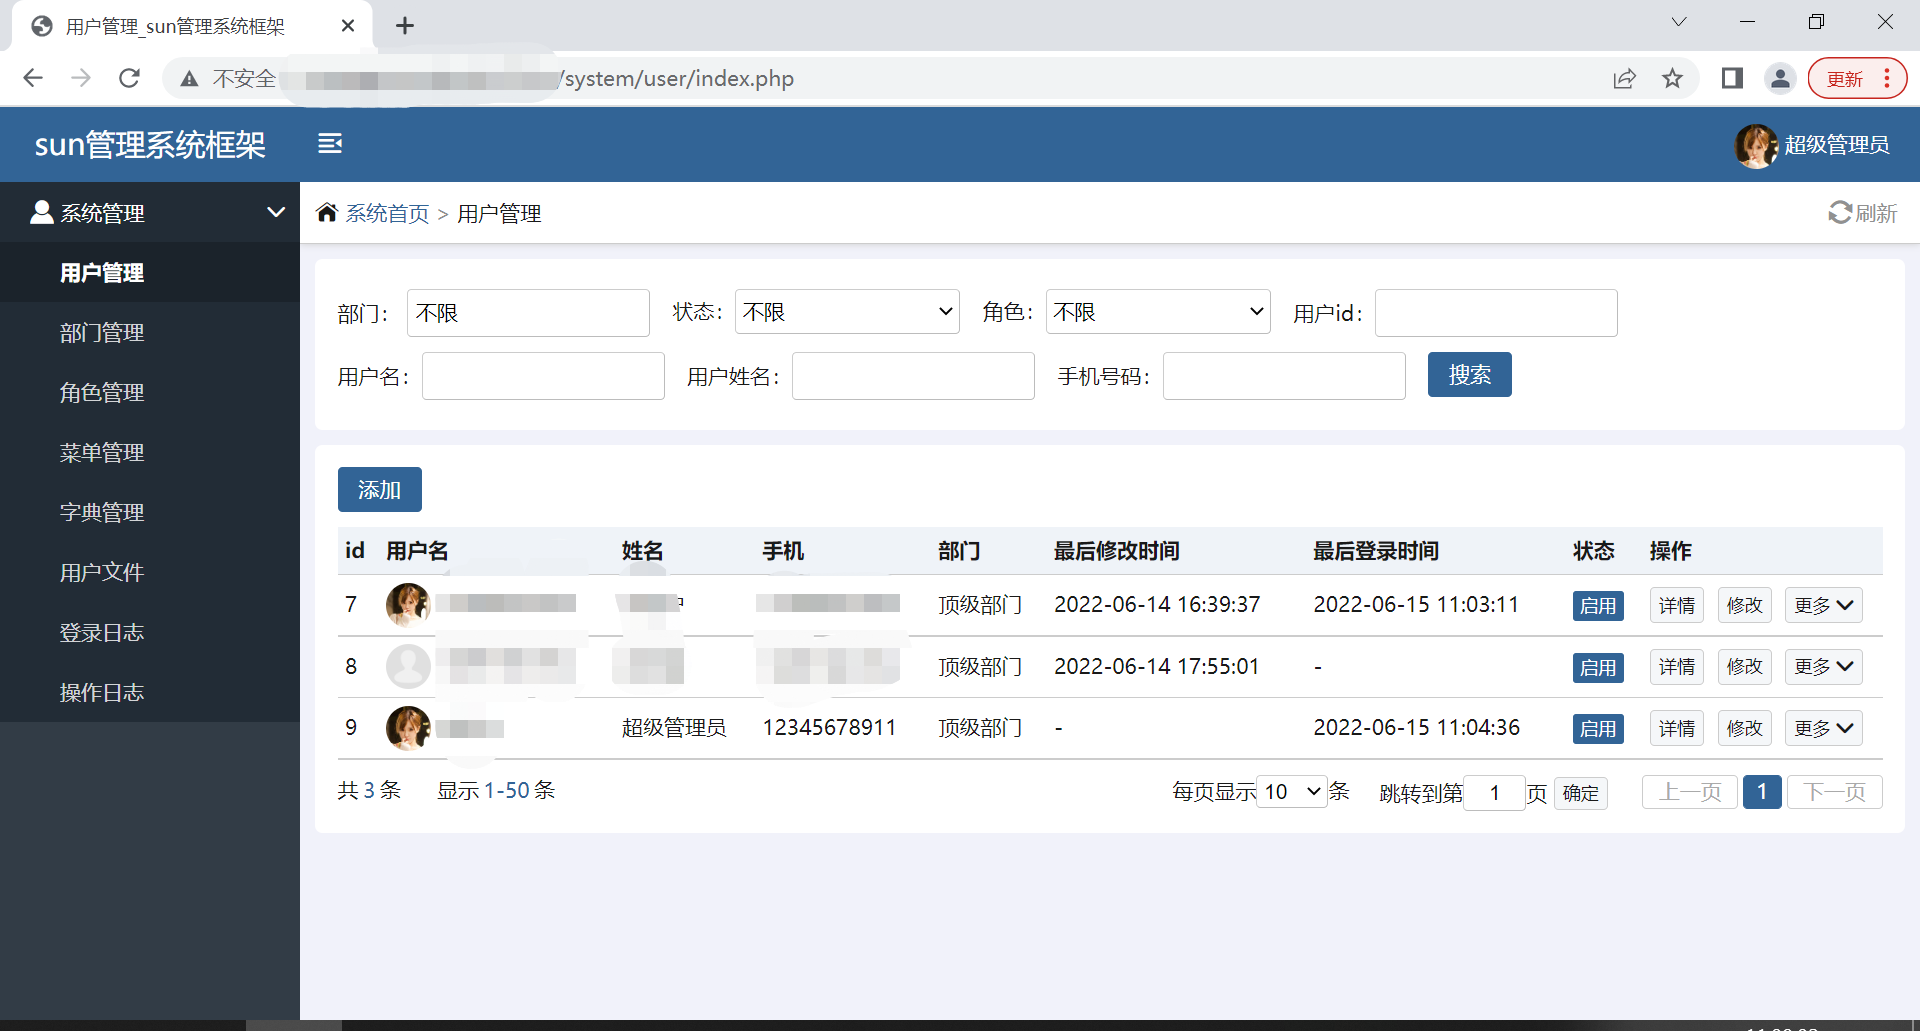 用户管理_sun管理系统框架
不安全
/system/user/index.php
更新
sun管理系统框架
超级管理员
系统管理
用户管理
部门管理
角色管理
菜单管理
字典管理
用户文件
登录日志
操作日志
系统首页 > 用户管理
刷新
部门： 不限 状态： 不限 角色： 不限 用户id：
用户名： 用户姓名： 手机号码： 搜索
添加
id 用户名 姓名 手机 部门 最后修改时间 最后登录时间 状态 操作
7 顶级部门 2022-06-14 16:39:37 2022-06-15 11:03:11 启用 详情 修改 更多
8 顶级部门 2022-06-14 17:55:01 - 启用 详情 修改 更多
9 超级管理员 12345678911 顶级部门 - 2022-06-15 11:04:36 启用 详情 修改 更多
共 3 条 显示 1-50 条 每页显示 10 条 跳转到第 1 页 确定 上一页 1 下一页